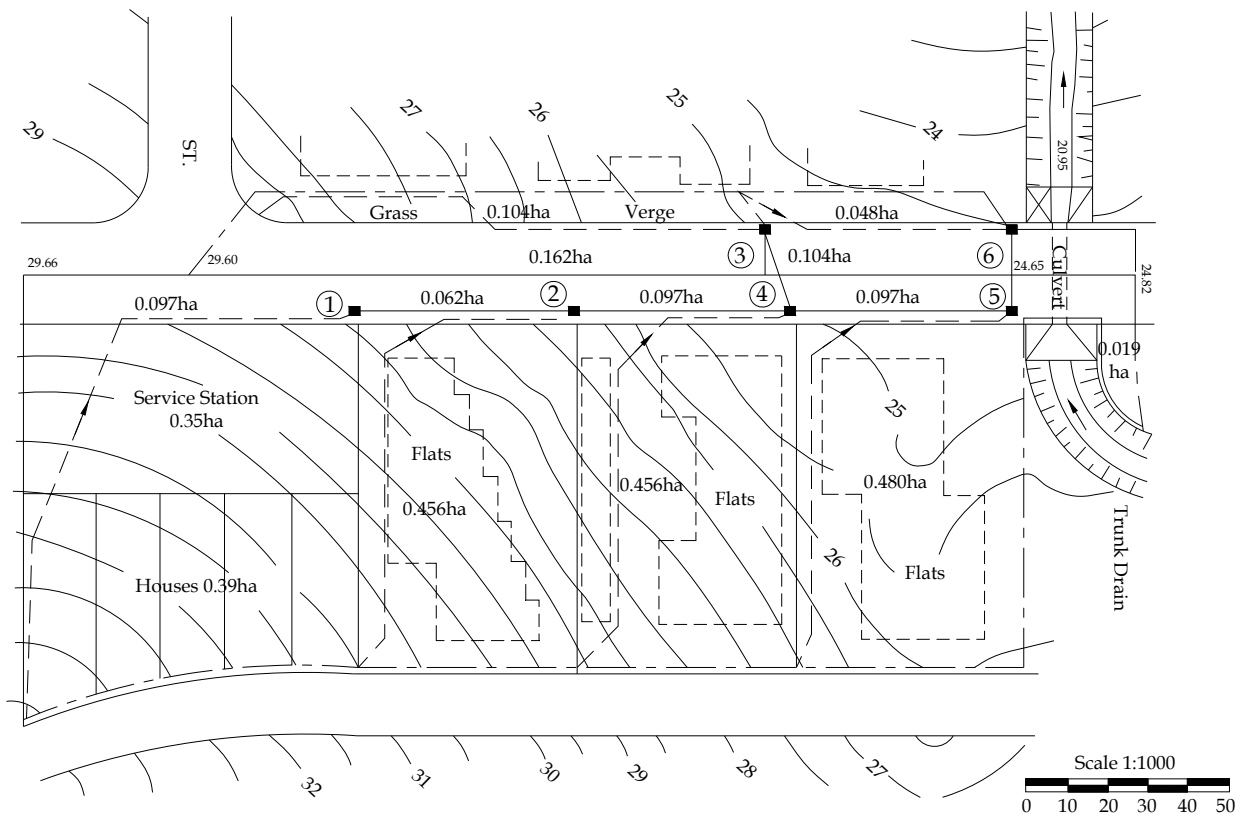 29
ST.
27
26
25
24
20.95
Grass
0.104ha
Verge
0.048ha
29.66
29.60
0.162ha
3
0.104ha
6
24.65
Culvert
24.82
0.097ha
1
0.062ha
2
0.097ha
4
0.097ha
5
0.019
ha
Service Station
0.35ha
Flats
0.456ha
0.456ha
Flats
25
0.480ha
26
Flats
Houses 0.39ha
Trunk Drain
32
31
30
29
28
27
Scale 1:1000
0 10 20 30 40 50